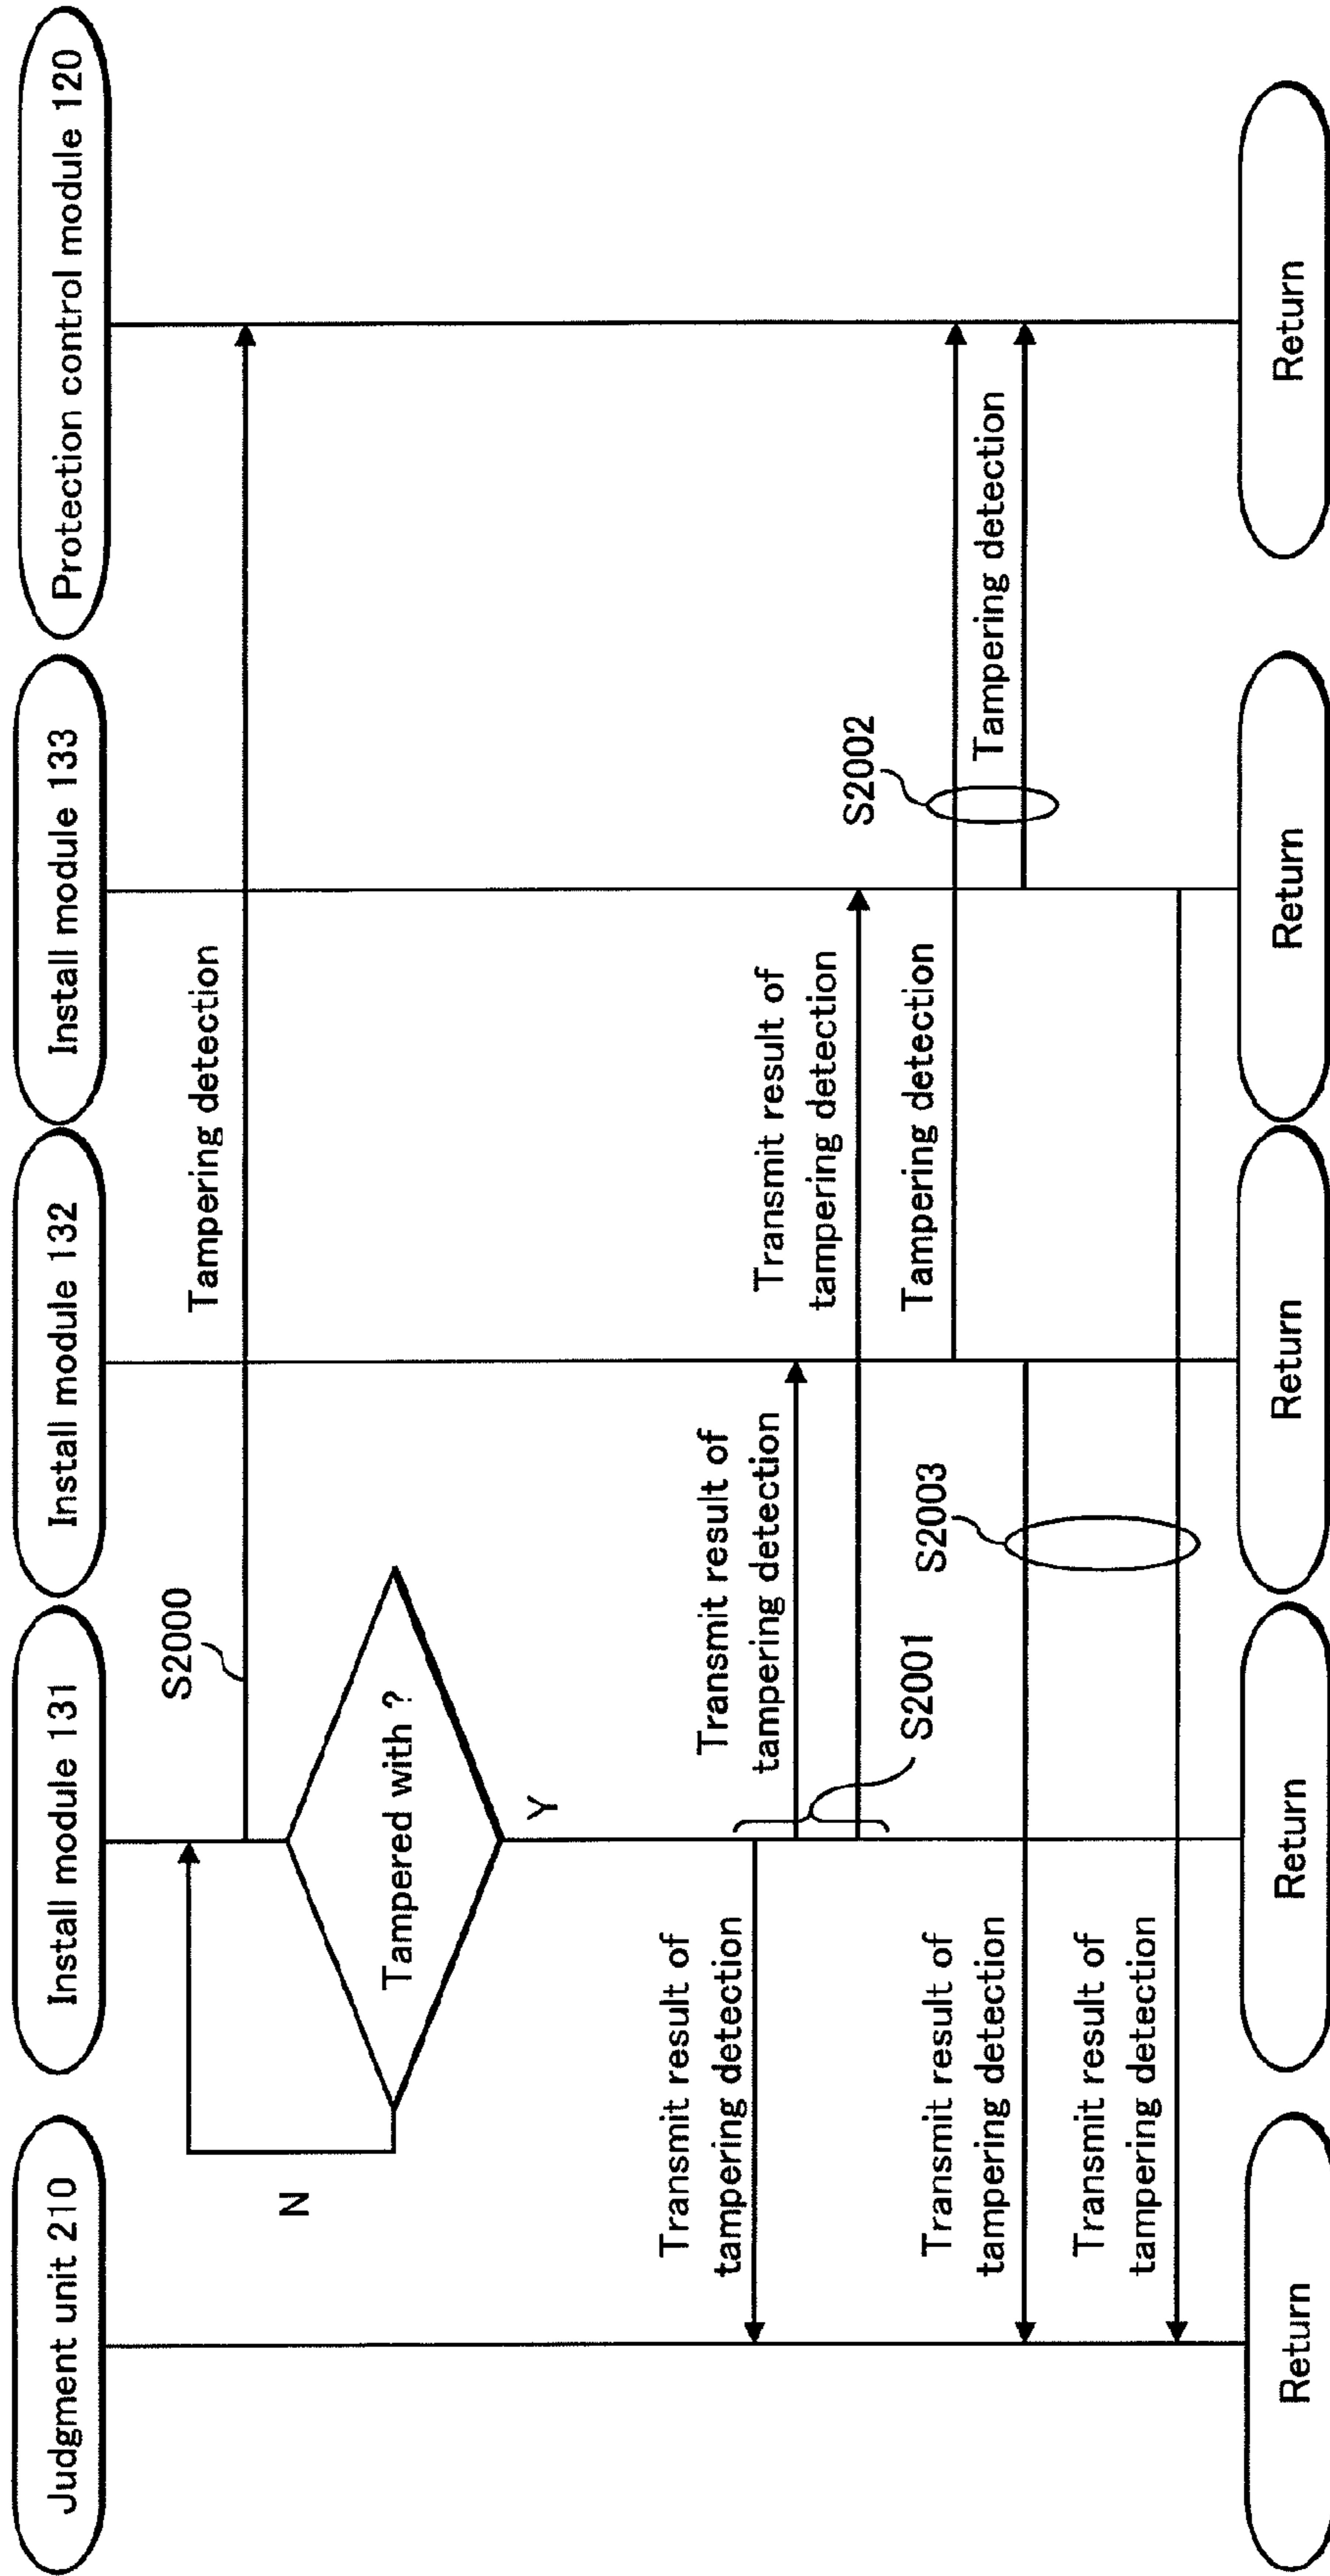 Judgment unit 210
Install module 131
Install module 132
Install module 133
Protection control module 120
S2000
Tampering detection
N
Tampered with ?
Y
Transmit result of
tampering detection
Transmit result of
tampering detection
Transmit result of
tampering detection
S2001
S2002
Tampering detection
Tampering detection
S2003
Transmit result of
tampering detection
Transmit result of
tampering detection
Return
Return
Return
Return
Return